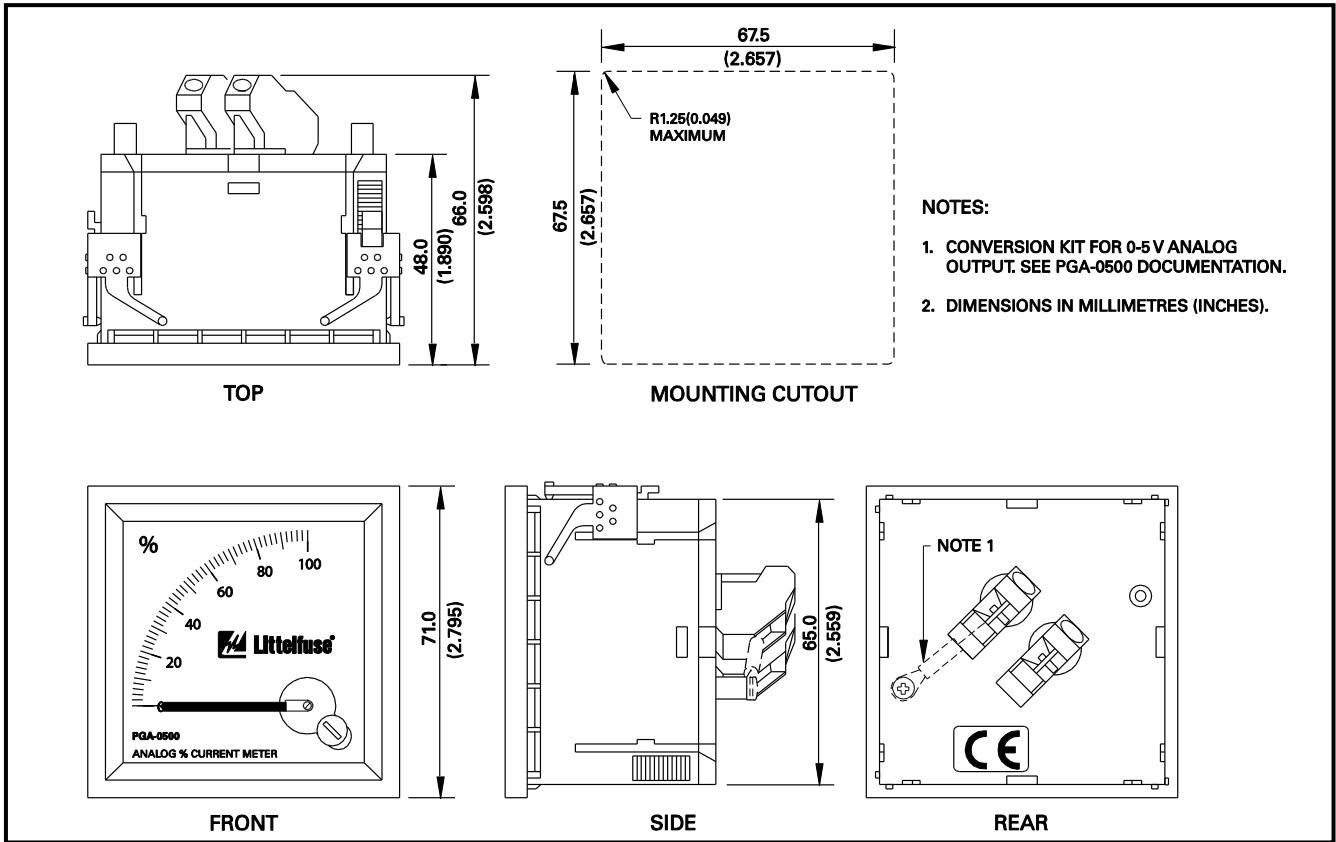 67.5
(2.657)
R1.25(0.049)
MAXIMUM
48.0
(1.890)
66.0
(2.598)
67.5
(2.657)
NOTES:
1. CONVERSION KIT FOR 0-5 V ANALOG
OUTPUT. SEE PGA-0500 DOCUMENTATION.
2. DIMENSIONS IN MILLIMETRES (INCHES).
TOP
MOUNTING CUTOUT
%
20
40
60
80
100
Littelfuse®
PGA-0500
ANALOG % CURRENT METER
71.0
(2.795)
65.0
(2.559)
NOTE 1
CE
FRONT
SIDE
REAR